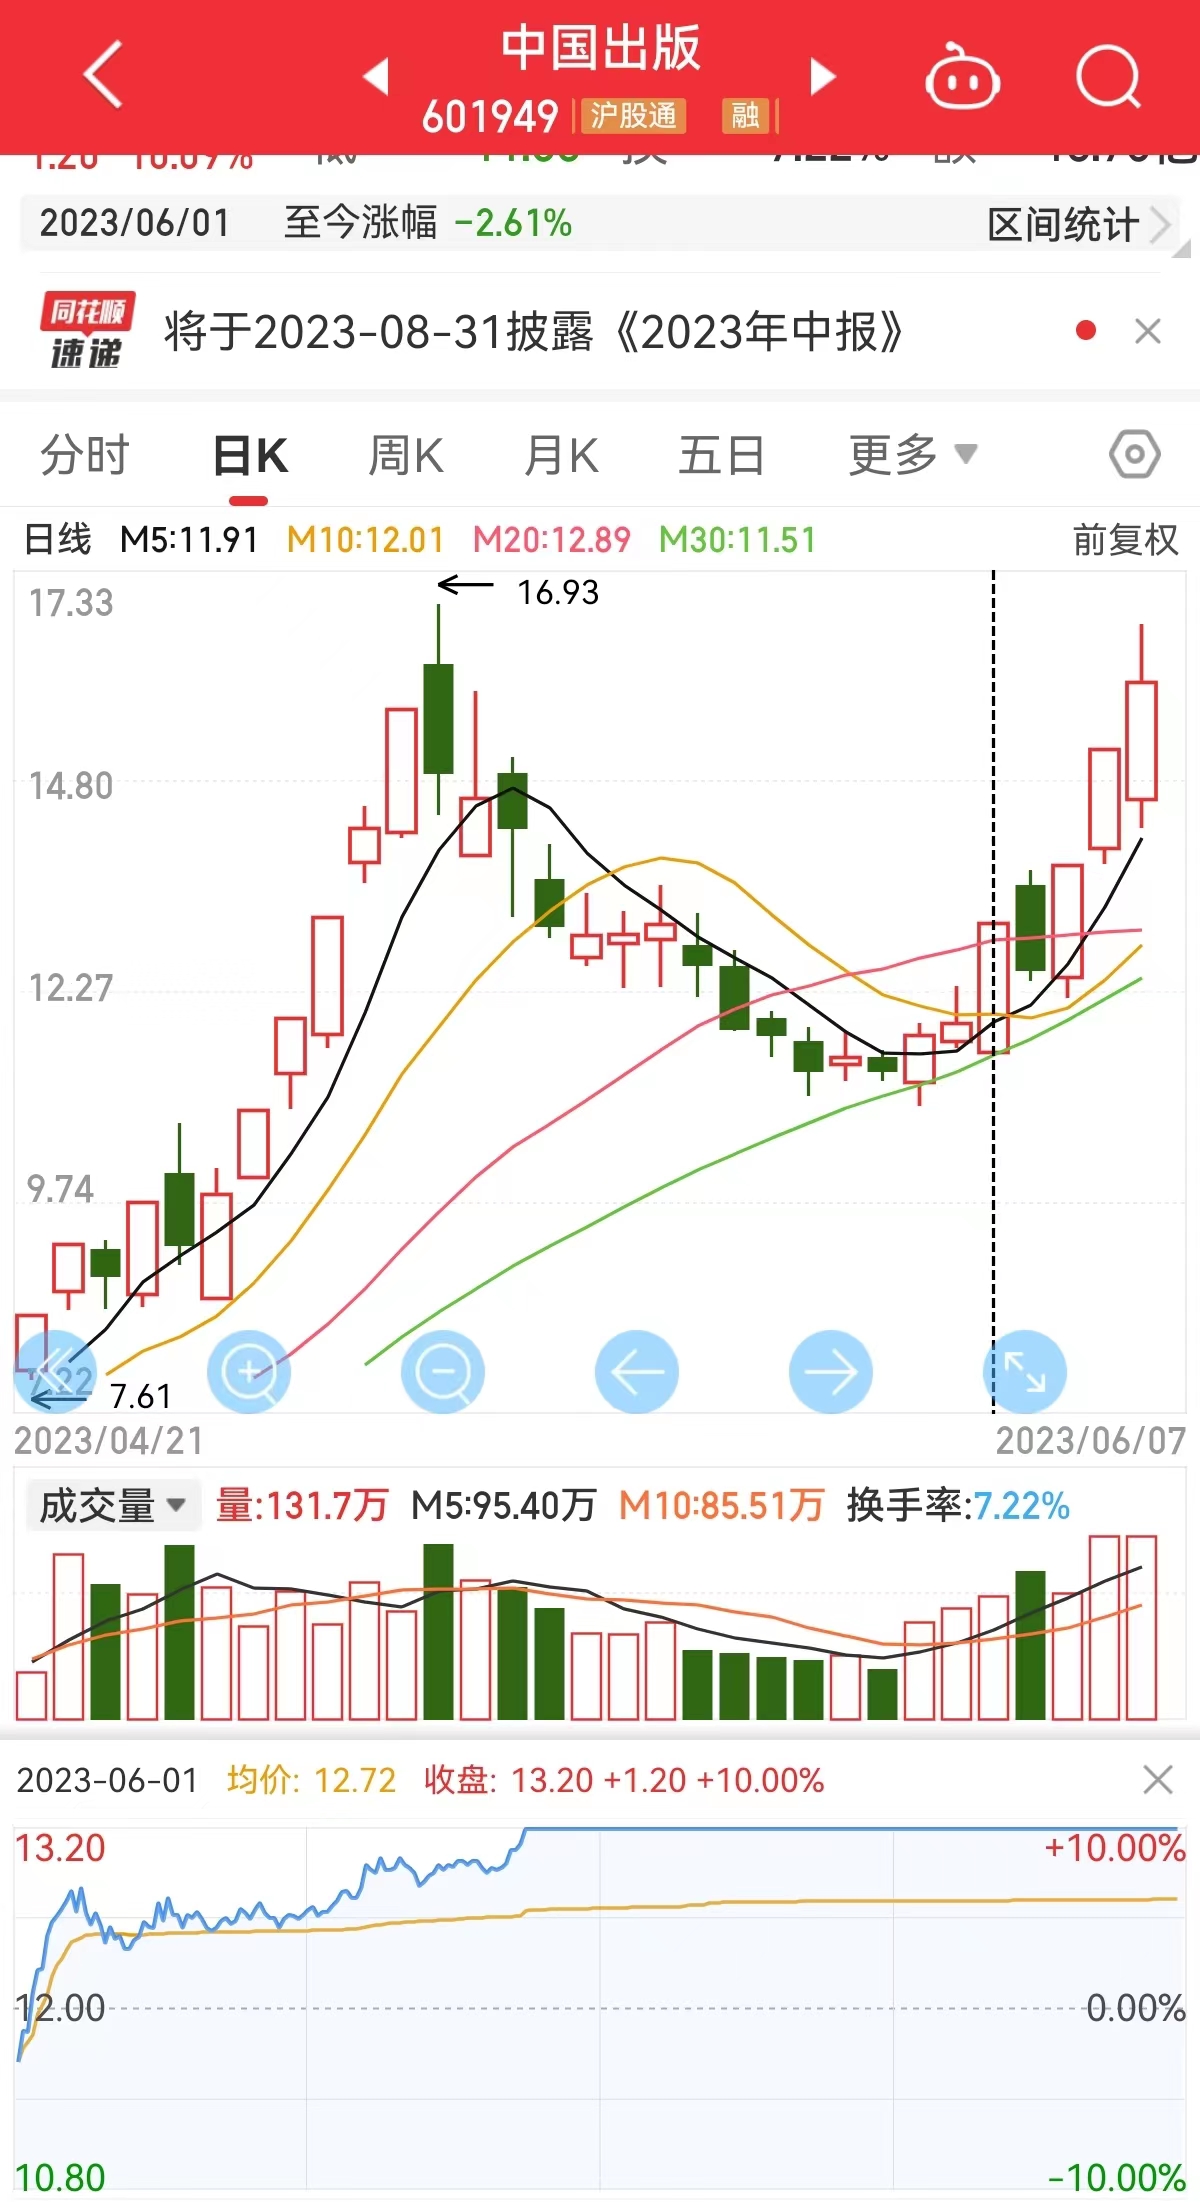 中国出版
601949 沪股通 融
2023/06/01 至今涨幅 -2.61% 区间统计
同花顺
速递
将于2023-08-31披露《2023年中报》
分时 日K 周K 月K 五日 更多
日线 M5:11.91 M10:12.01 M20:12.89 M30:11.51 前复权
17.33
16.93
14.80
12.27
9.74
7.22
7.61
2023/04/21 2023/06/07
成交量 量:131.7万 M5:95.40万 M10:85.51万 换手率:7.22%
2023-06-01 均价: 12.72 收盘: 13.20 +1.20 +10.00%
13.20 +10.00%
12.00 0.00%
10.80 -10.00%